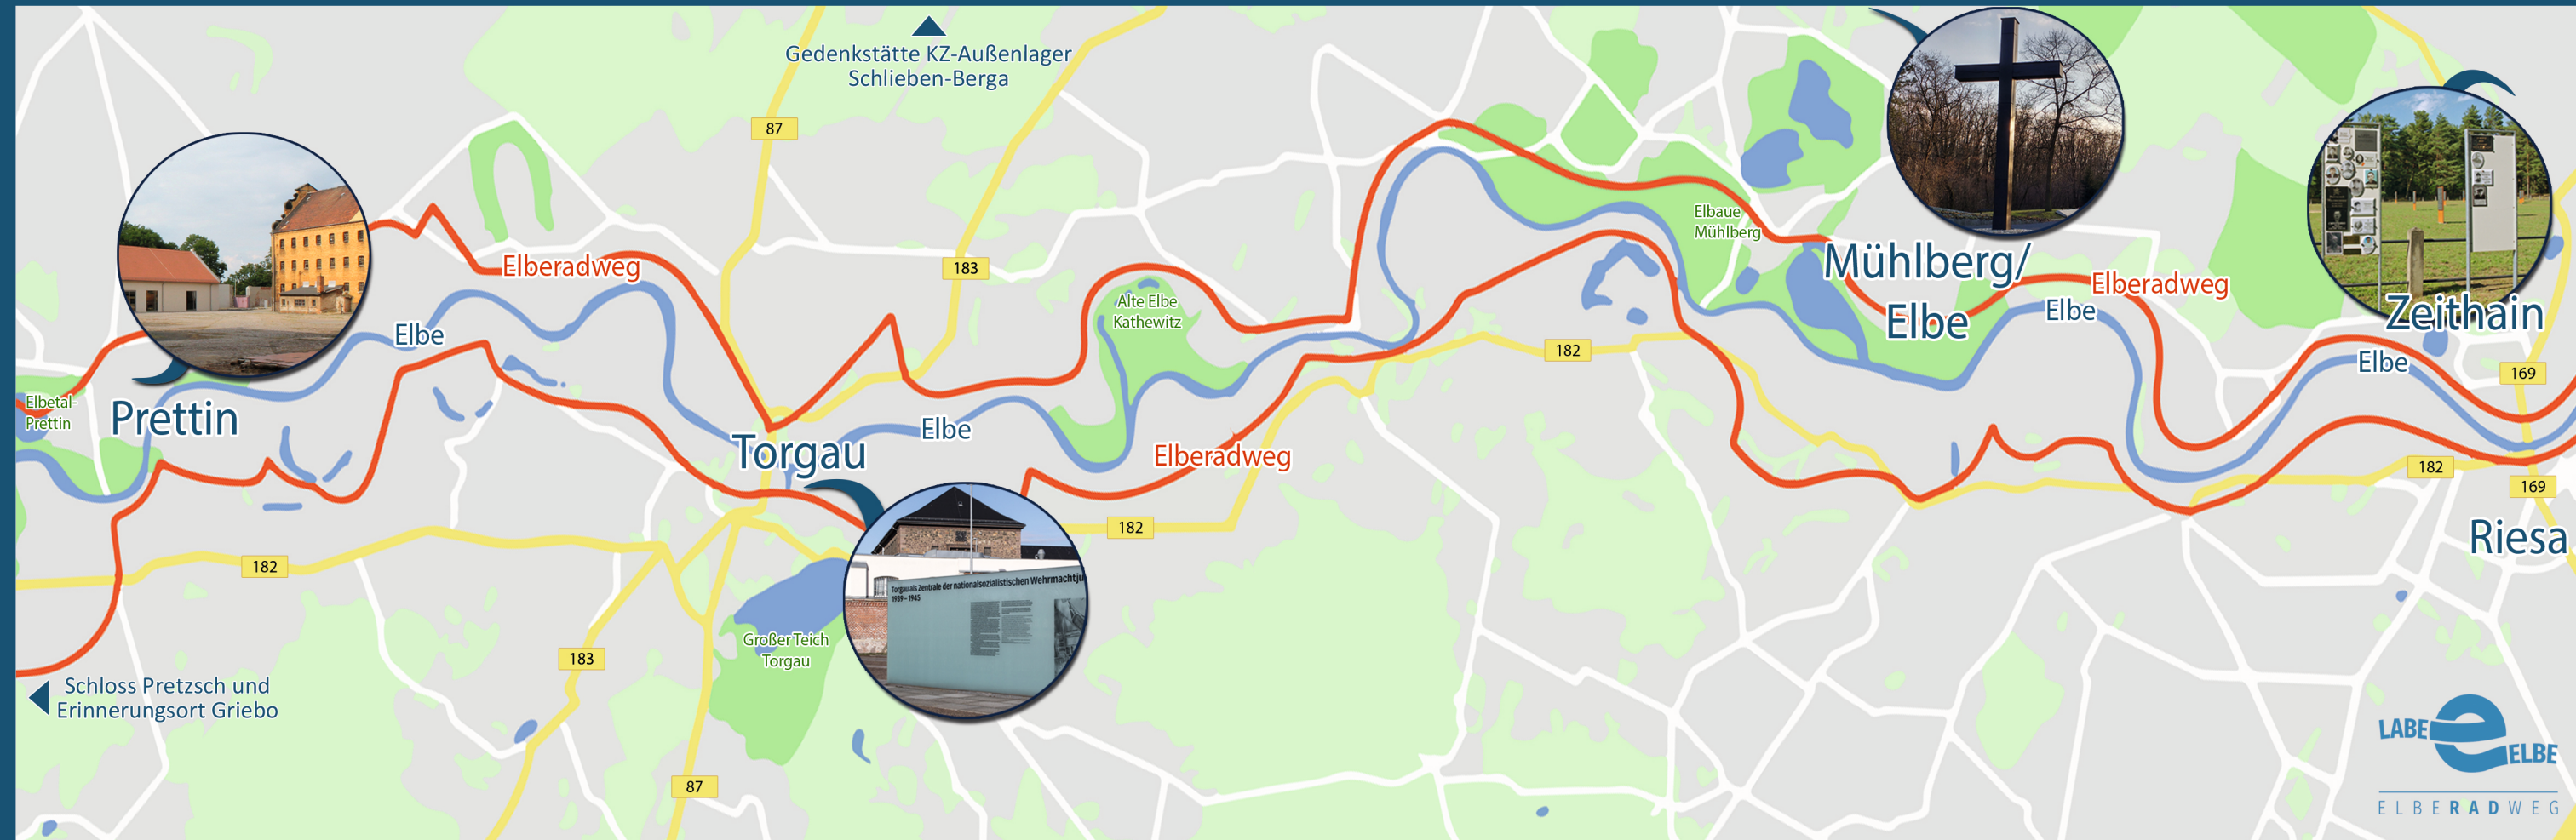 Gedenkstätte KZ-Außenlager
Schlieben-Berga
87
183
Elbaue
Mühlberg
Mühlberg/
Elbe
Elberadweg
Elberadweg
Elbe
Alte Elbe
Kathewitz
Elbe
Zeithain
Elbe
169
182
Elbetal-
Prettin
Prettin
Torgau
Elbe
Elberadweg
182
169
182
Riesa
182
Torgau als Zentrale der nationalsozialistischen Wehrmachtju
1939 – 1945
Großer Teich
Torgau
183
Schloss Pretzsch und
Erinnerungsort Griebo
87
LABE
ELBE
ELBERADWEG